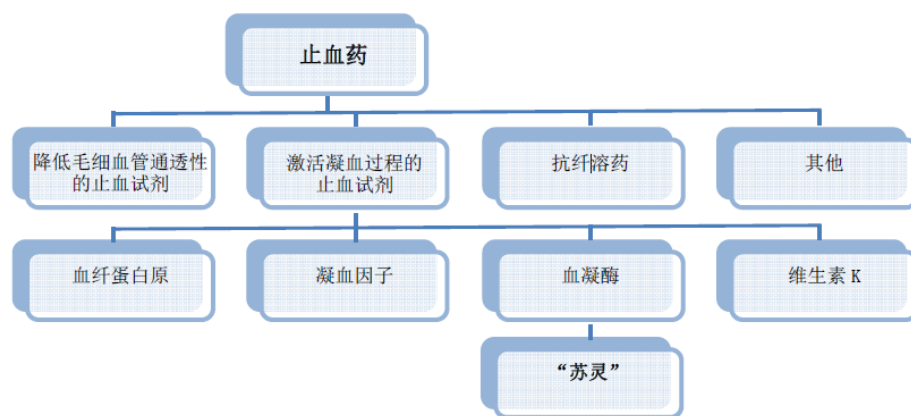 止血药
降低毛细血管通透性
的止血试剂
激活凝血过程的
止血试剂
抗纤溶药
其他
血纤蛋白原
凝血因子
血凝酶
维生素 K
“苏灵”